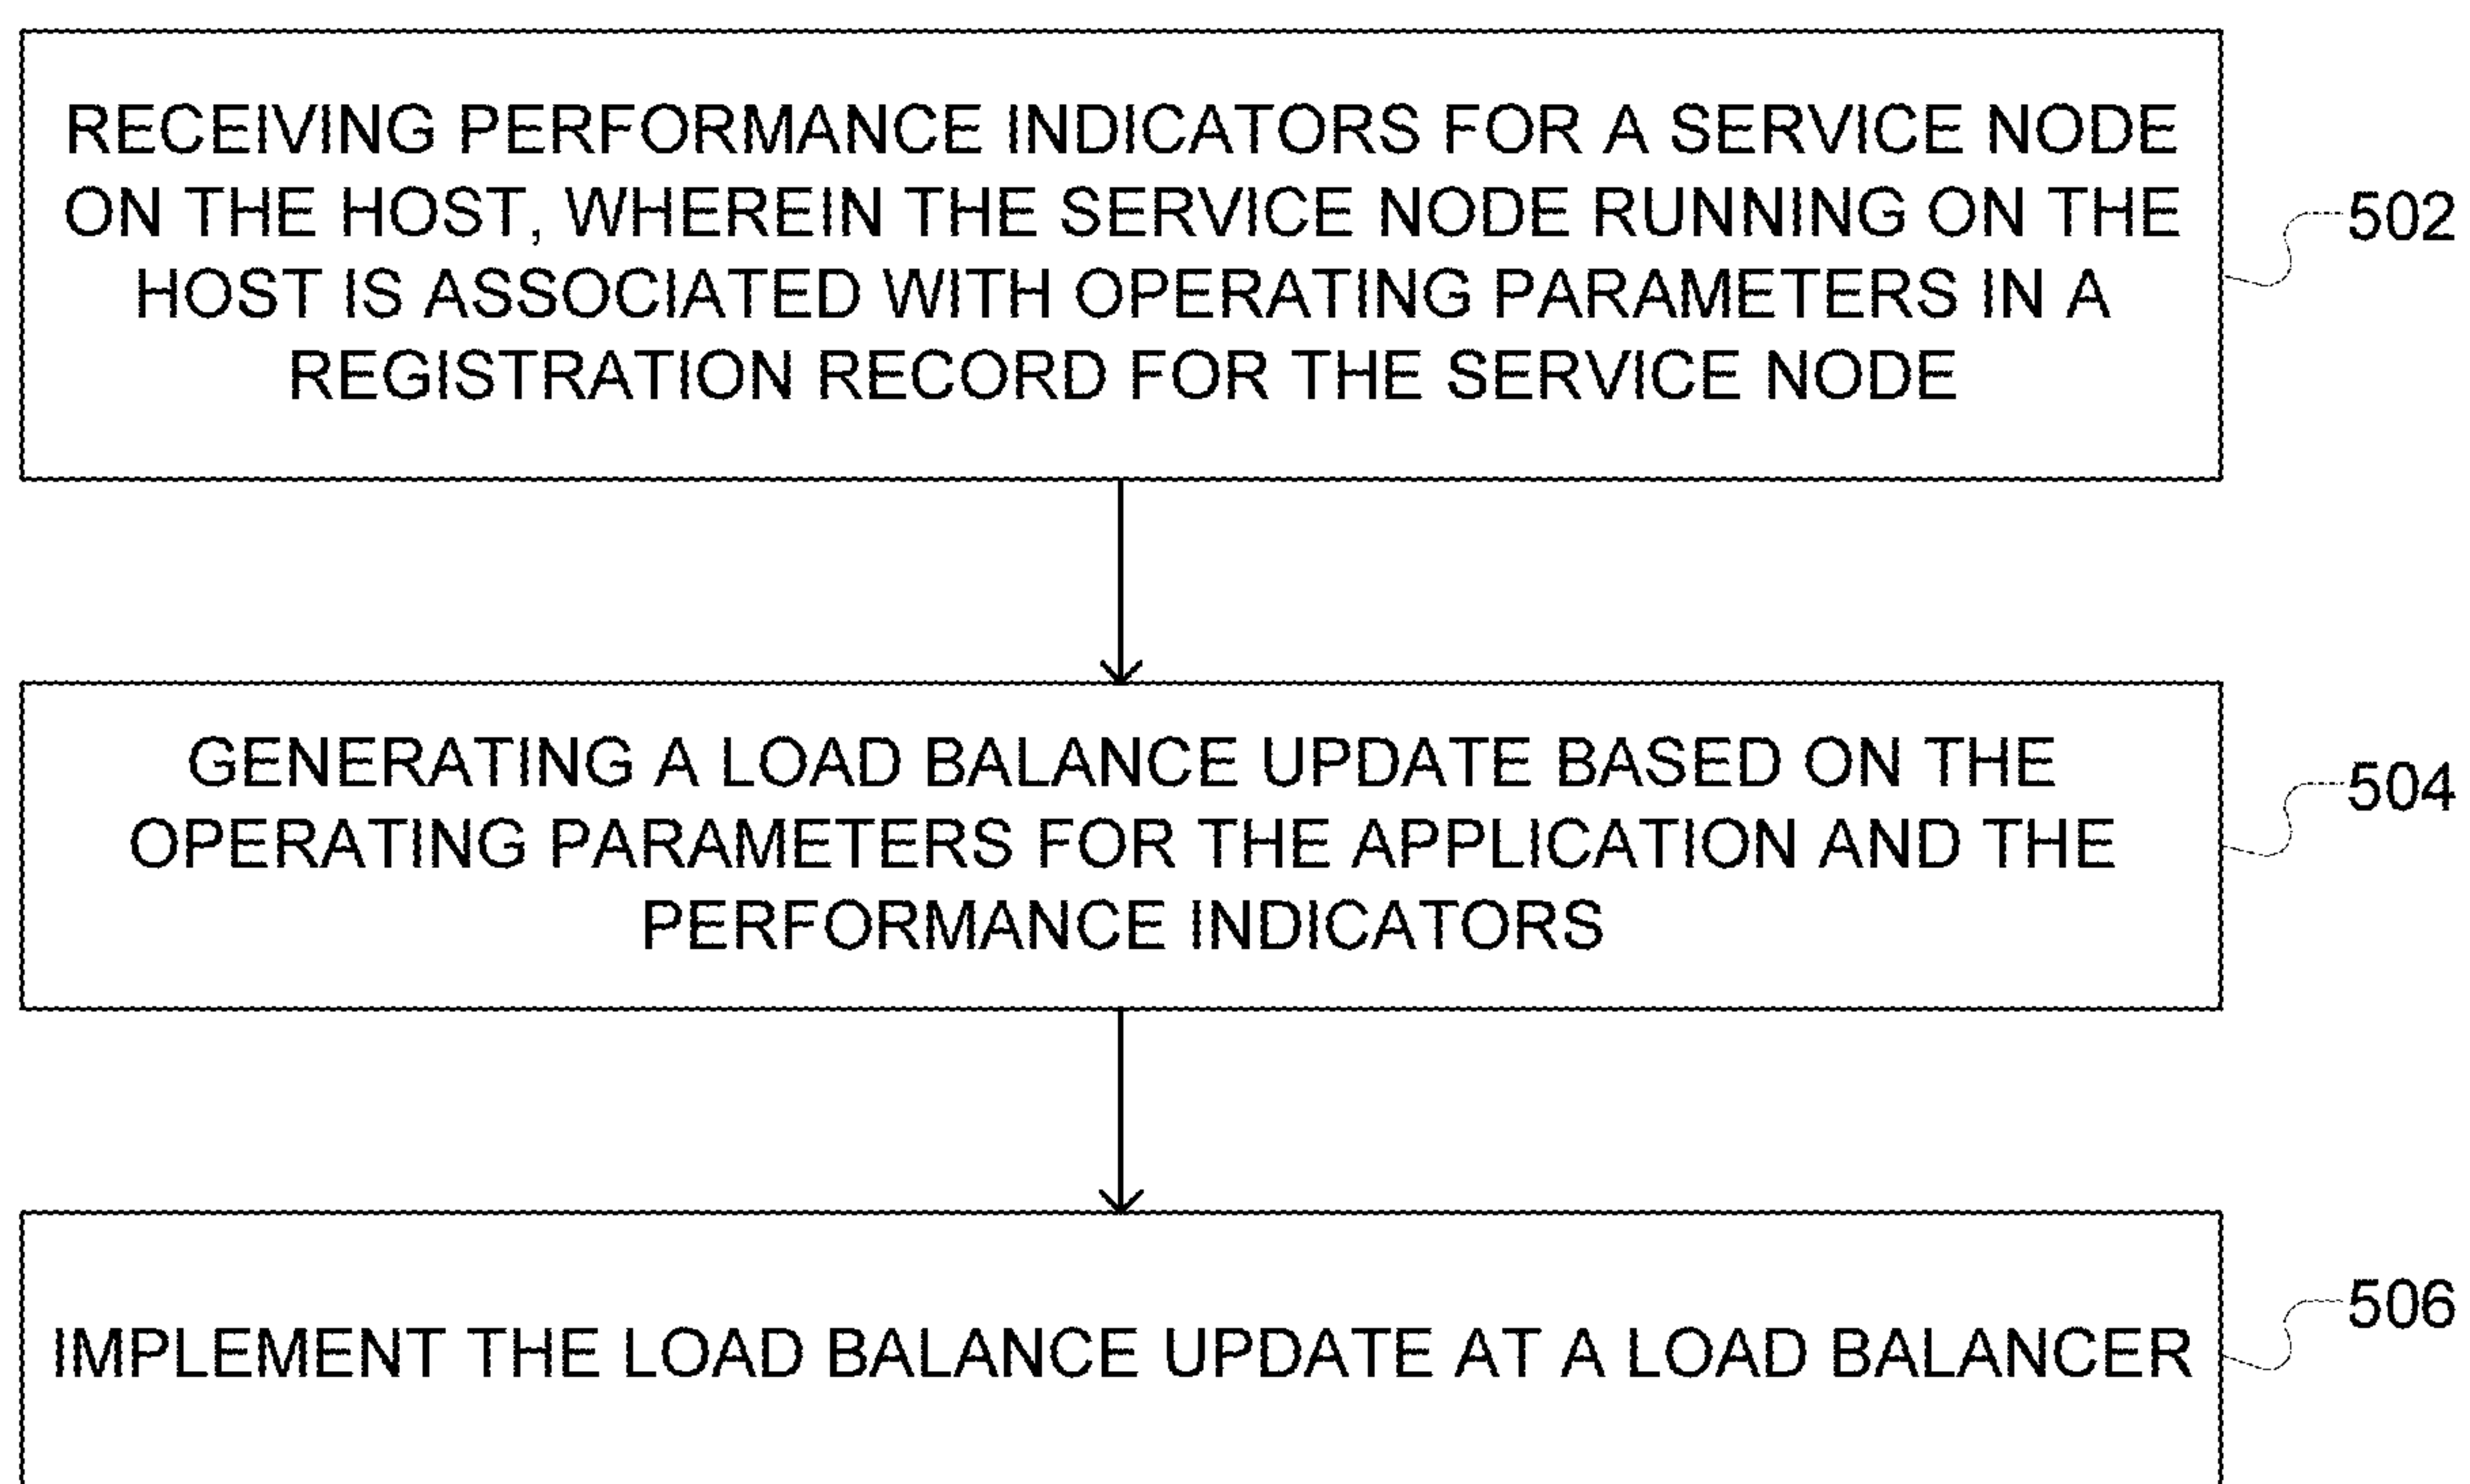 RECEIVING PERFORMANCE INDICATORS FOR A SERVICE NODE
ON THE HOST, WHEREIN THE SERVICE NODE RUNNING ON THE
HOST IS ASSOCIATED WITH OPERATING PARAMETERS IN A
REGISTRATION RECORD FOR THE SERVICE NODE
502
GENERATING A LOAD BALANCE UPDATE BASED ON THE
OPERATING PARAMETERS FOR THE APPLICATION AND THE
PERFORMANCE INDICATORS
504
IMPLEMENT THE LOAD BALANCE UPDATE AT A LOAD BALANCER
506